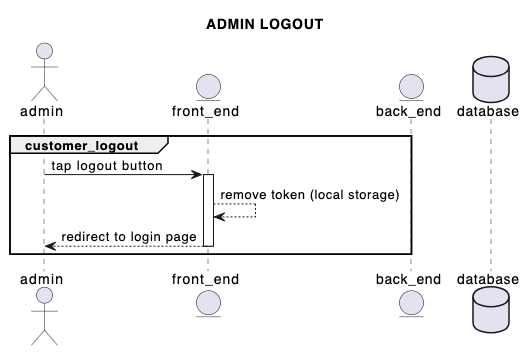 ADMIN LOGOUT
admin front_end back_end database
customer_logout
tap logout button
remove token (local storage)
redirect to login page
admin front_end back_end database